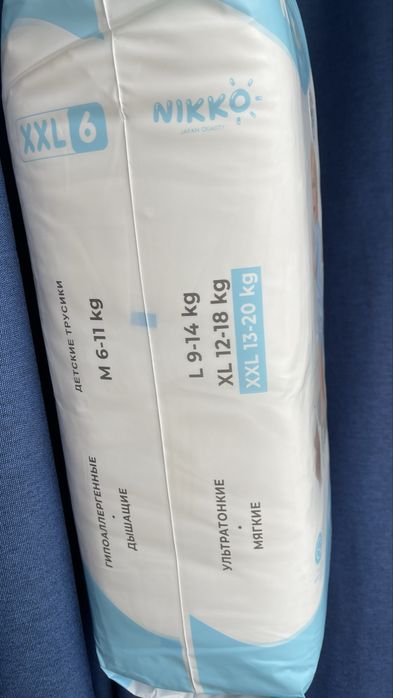 XXL 6
NIKKO
JAPAN QUALITY
ДЕТСКИЕ ТРУСИКИ
M 6-11 kg
L 9-14 kg
XL 12-18 kg
XXL 13-20 kg
ГИПОАЛЛЕРГЕННЫЕ
•
ДЫШАЩИЕ
УЛЬТРАТОНКИЕ
•
МЯГКИЕ